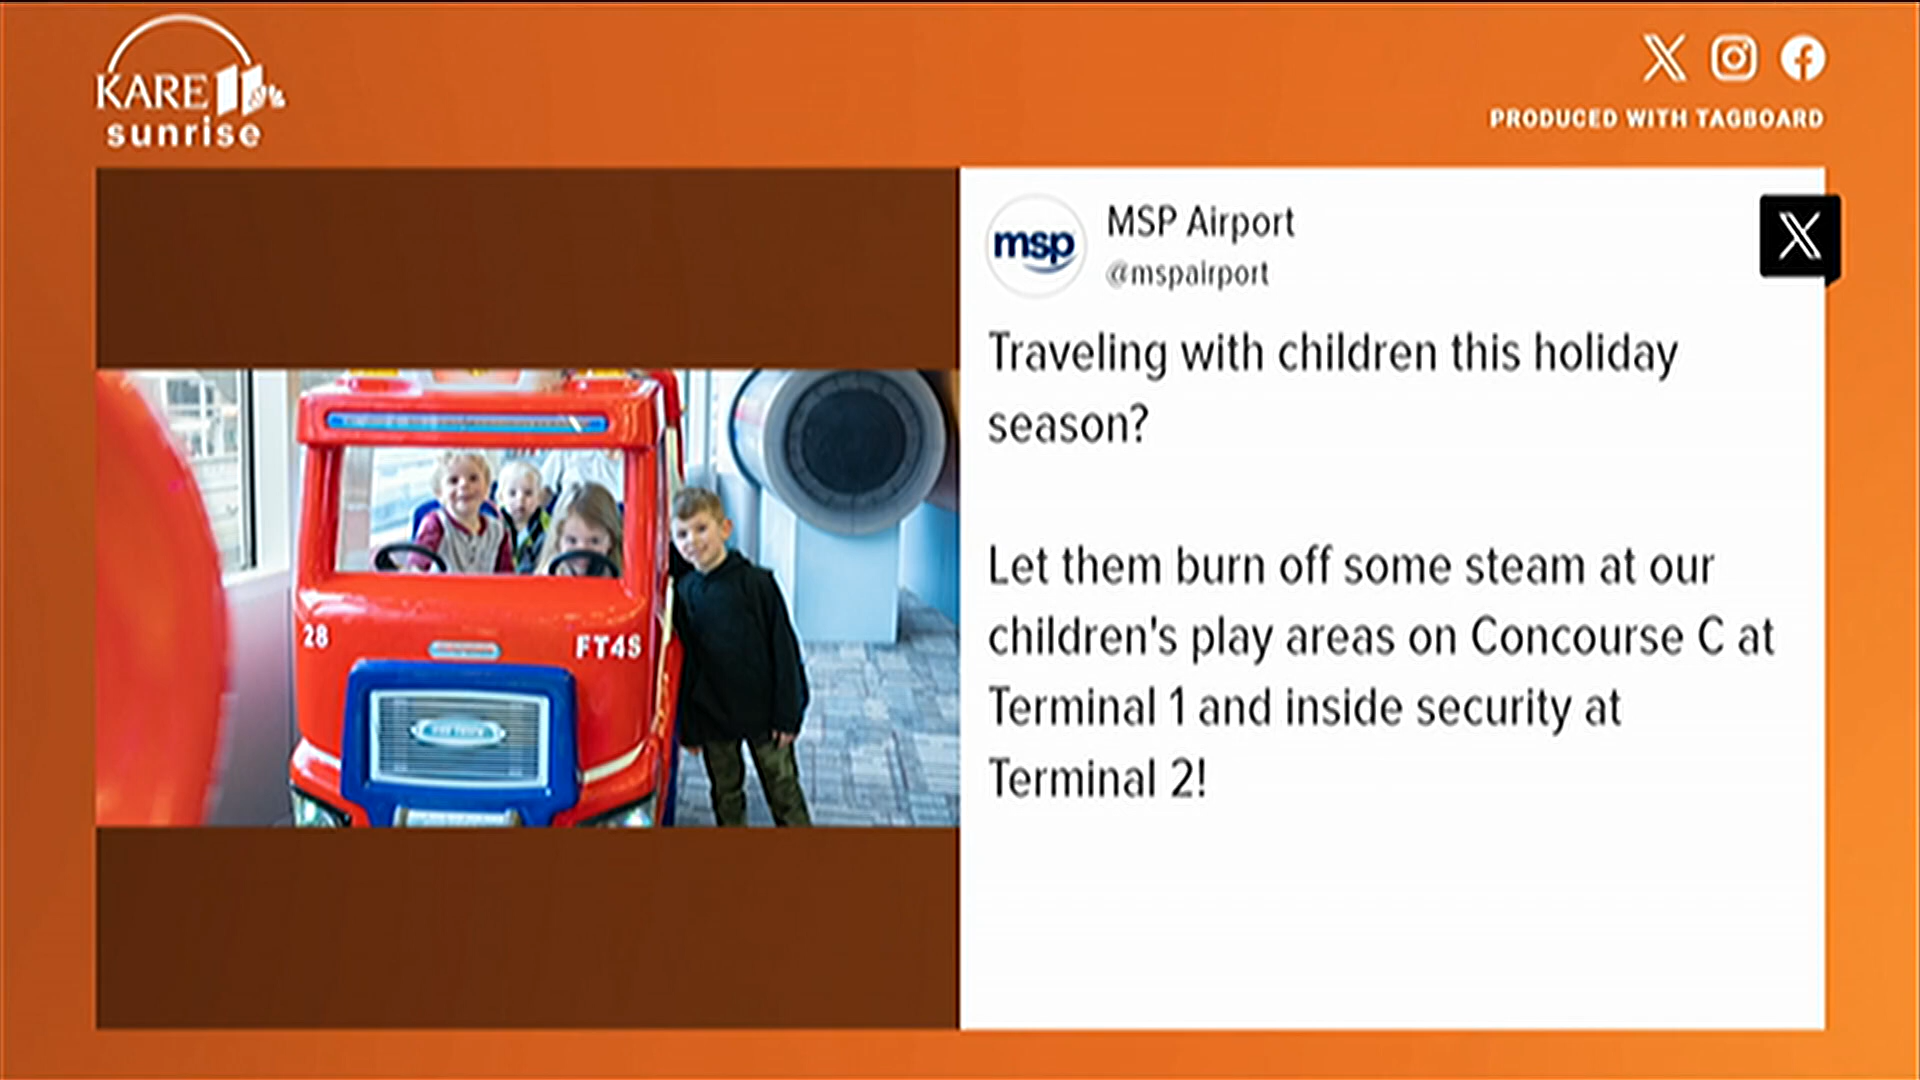 KARE 11
sunrise
PRODUCED WITH TAGBOARD
msp
MSP Airport
@mspairport
Traveling with children this holiday
season?
Let them burn off some steam at our
children's play areas on Concourse C at
Terminal 1 and inside security at
Terminal 2!
28
FT4S